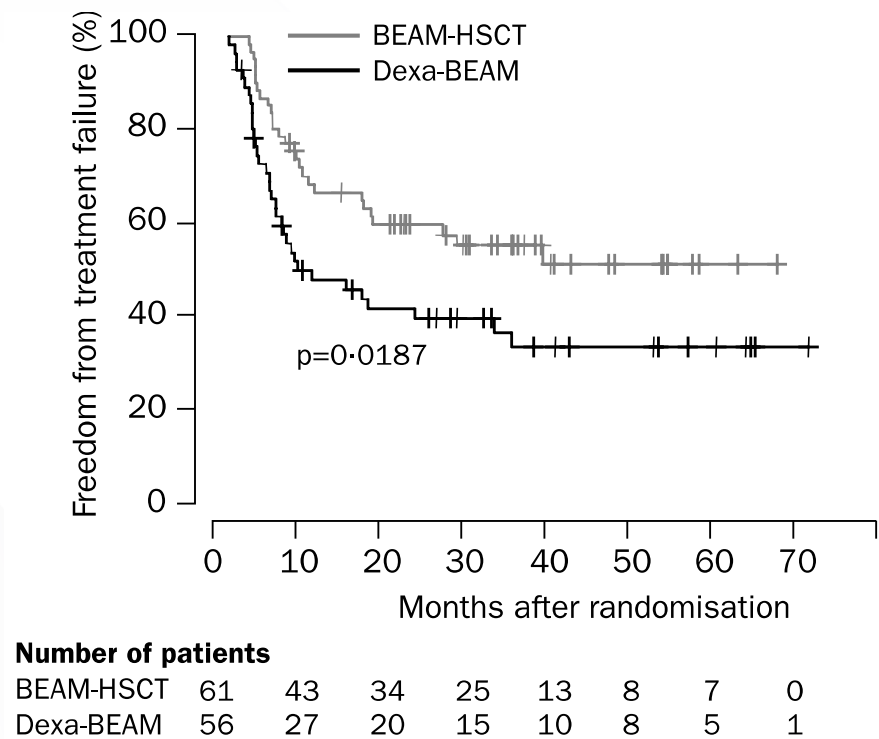 Freedom from treatment failure (%)
100
80
60
40
20
0
BEAM-HSCT
Dexa-BEAM
p=0·0187
0 10 20 30 40 50 60 70
Months after randomisation
Number of patients
BEAM-HSCT 61 43 34 25 13 8 7 0
Dexa-BEAM 56 27 20 15 10 8 5 1